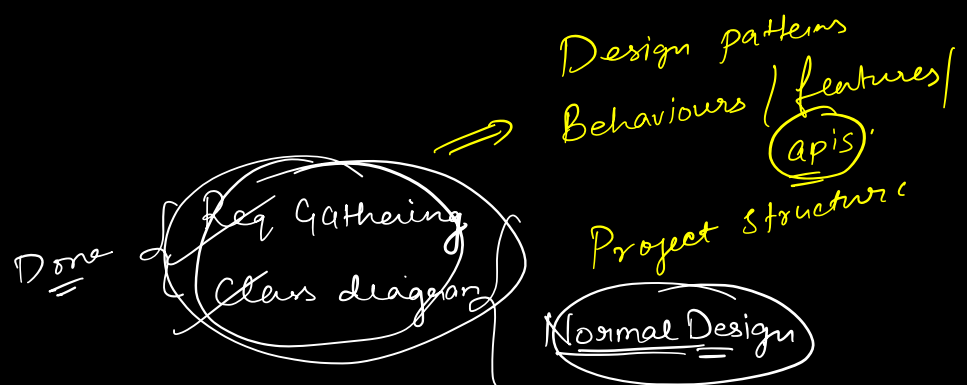 Design patterns
Behaviours / features /
apis.
Done { Req Gathering
Class diagram
Project structure
Normal Design